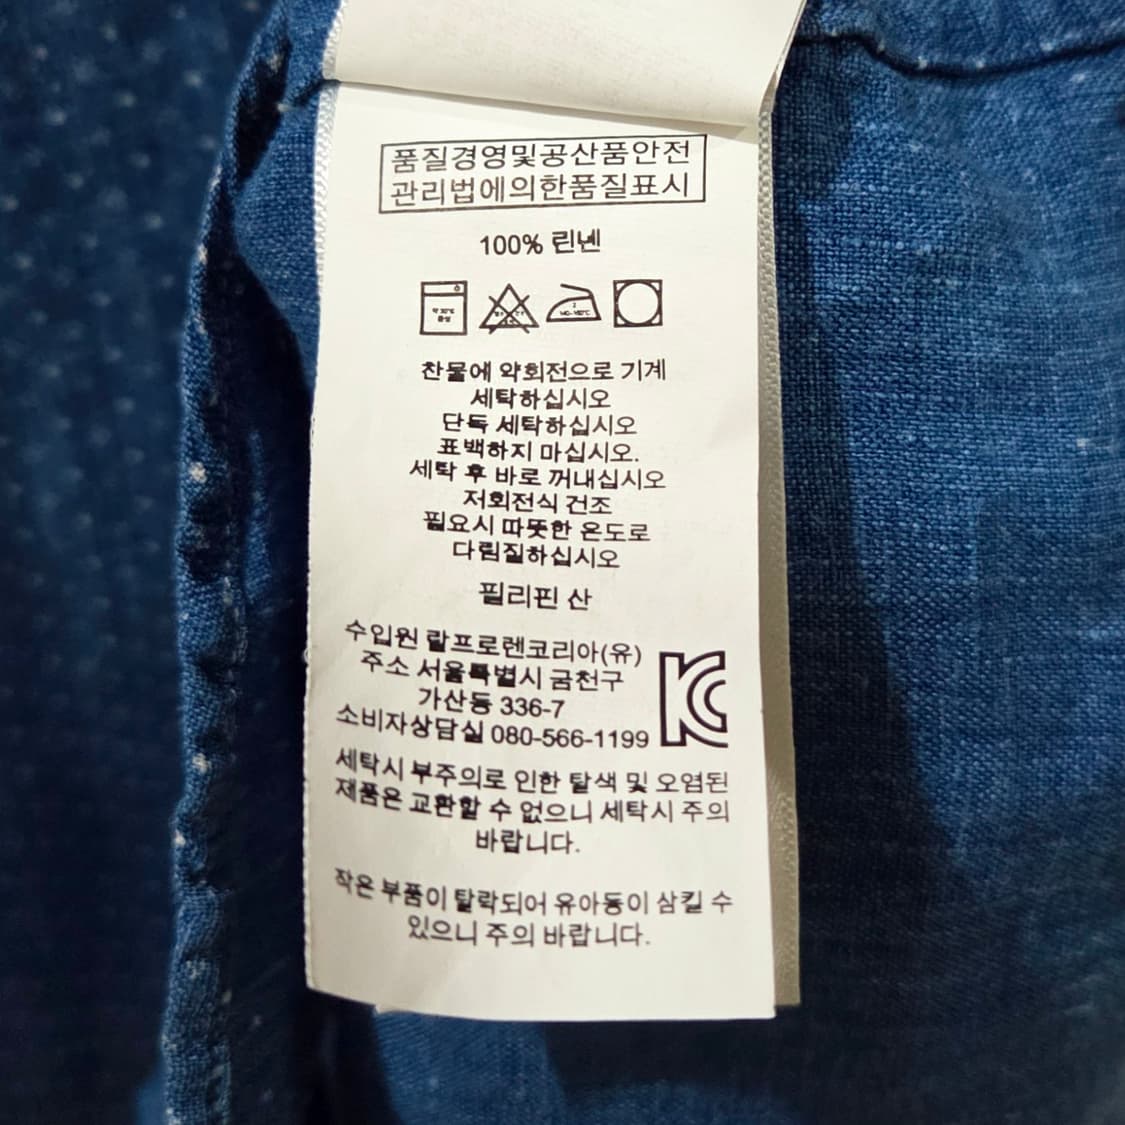 품질경영및공산품안전
관리법에의한품질표시
100% 린넨
약 30℃
중성
2
140~160℃
찬물에 약회전으로 기계
세탁하십시오
단독 세탁하십시오
표백하지 마십시오.
세탁 후 바로 꺼내십시오
저회전식 건조
필요시 따뜻한 온도로
다림질하십시오
필리핀 산
수입원 랄프로렌코리아(유)
주소 서울특별시 금천구
가산동 336-7
소비자상담실 080-566-1199
세탁시 부주의로 인한 탈색 및 오염된
제품은 교환할 수 없으니 세탁시 주의
바랍니다.
작은 부품이 탈락되어 유아동이 삼킬 수
있으니 주의 바랍니다.